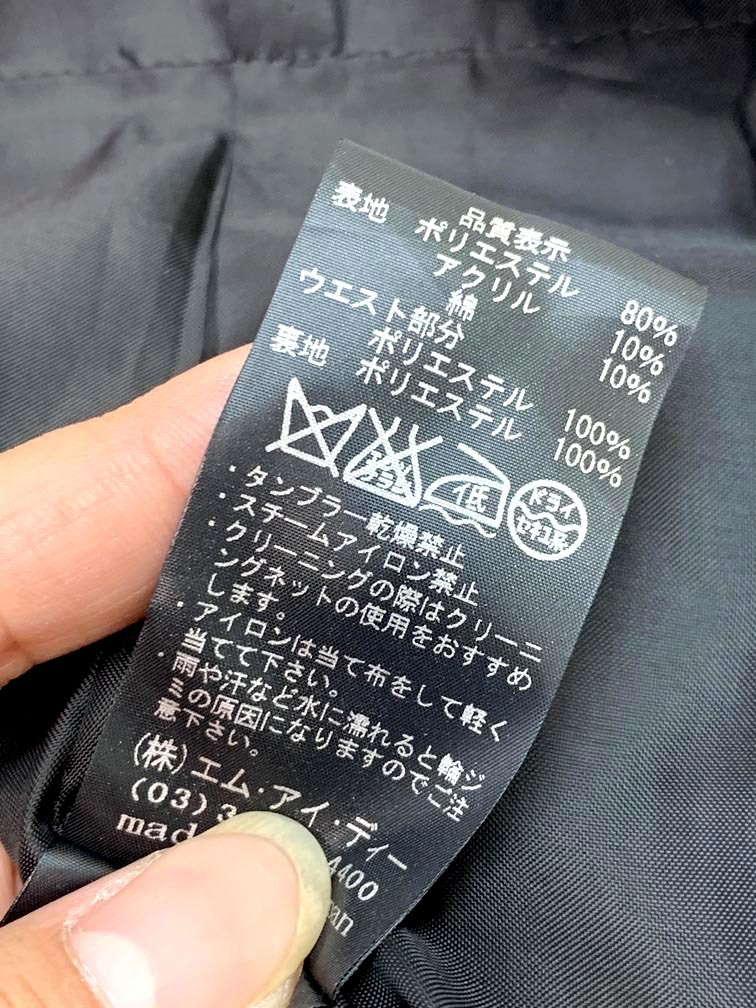 品質表示
表地 ポリエステル 80%
アクリル 10%
綿 10%
ウエスト部分
ポリエステル 100%
裏地 ポリエステル 100%
エンソ
サラシ
低
ドライ
セキユ系
・タンブラー乾燥禁止
・スチームアイロン禁止
・クリーニングの際はクリーニ
ングネットの使用をおすすめ
します。
・アイロンは当て布をして軽く
当てて下さい。
・雨や汗など水に濡れると輪ジ
ミの原因になりますのでご注
意下さい。
(株)エム・アイ・ディー
(03)3 4400